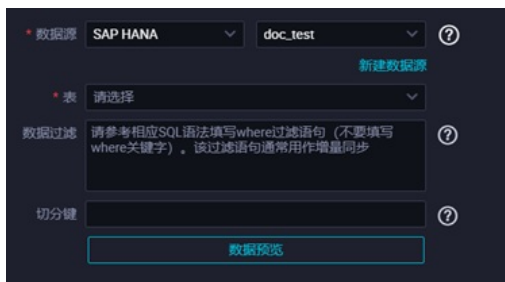 * 数据源 SAP HANA doc_test ?
新建数据源
* 表 请选择
数据过滤 请参考相应SQL语法填写where过滤语句（不要填写 ?
where关键字）。该过滤语句通常用作增量同步
切分键 ?
数据预览